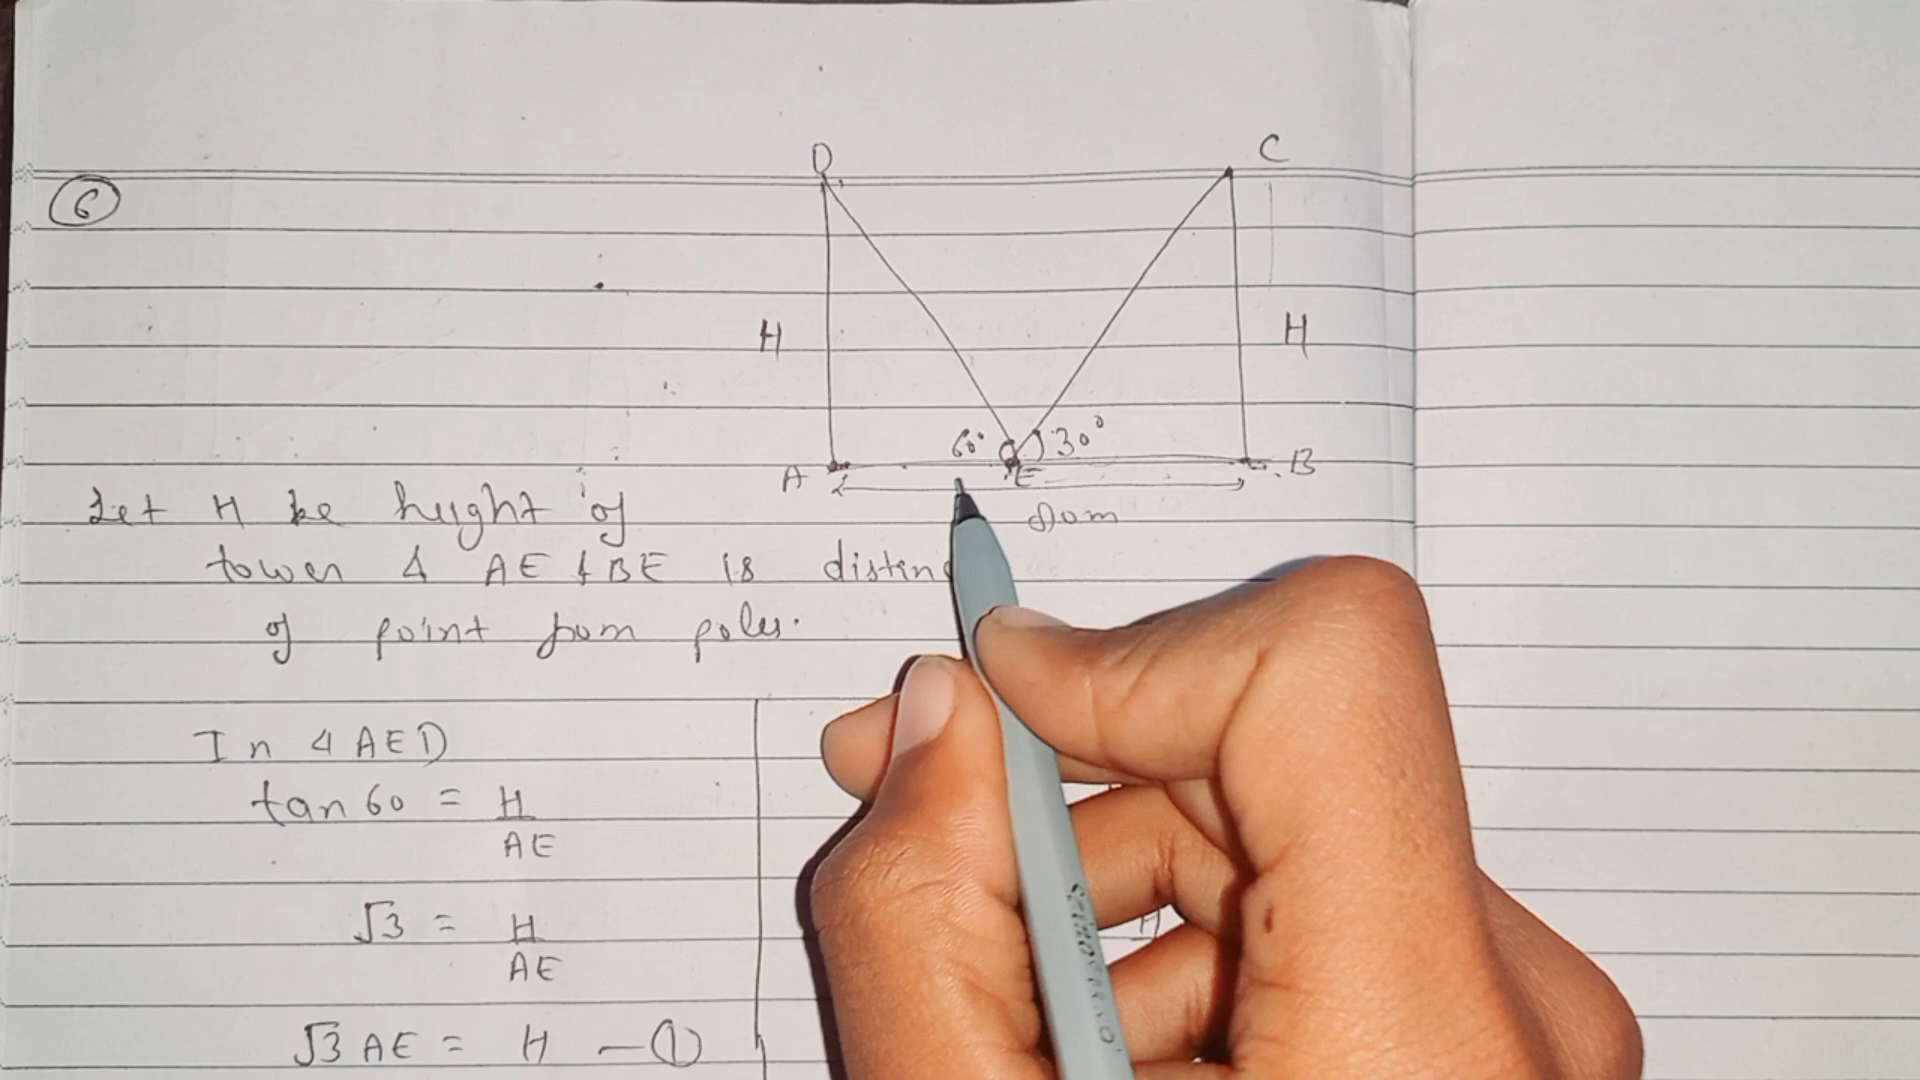 6
D C
H H
60° 30°
A E B
80m
Let H be height of
tower & AE & BE is
of point from poles.
In △AED
tan 60 = H
AE
√3 = H
AE
√3 AE = H — ①
H